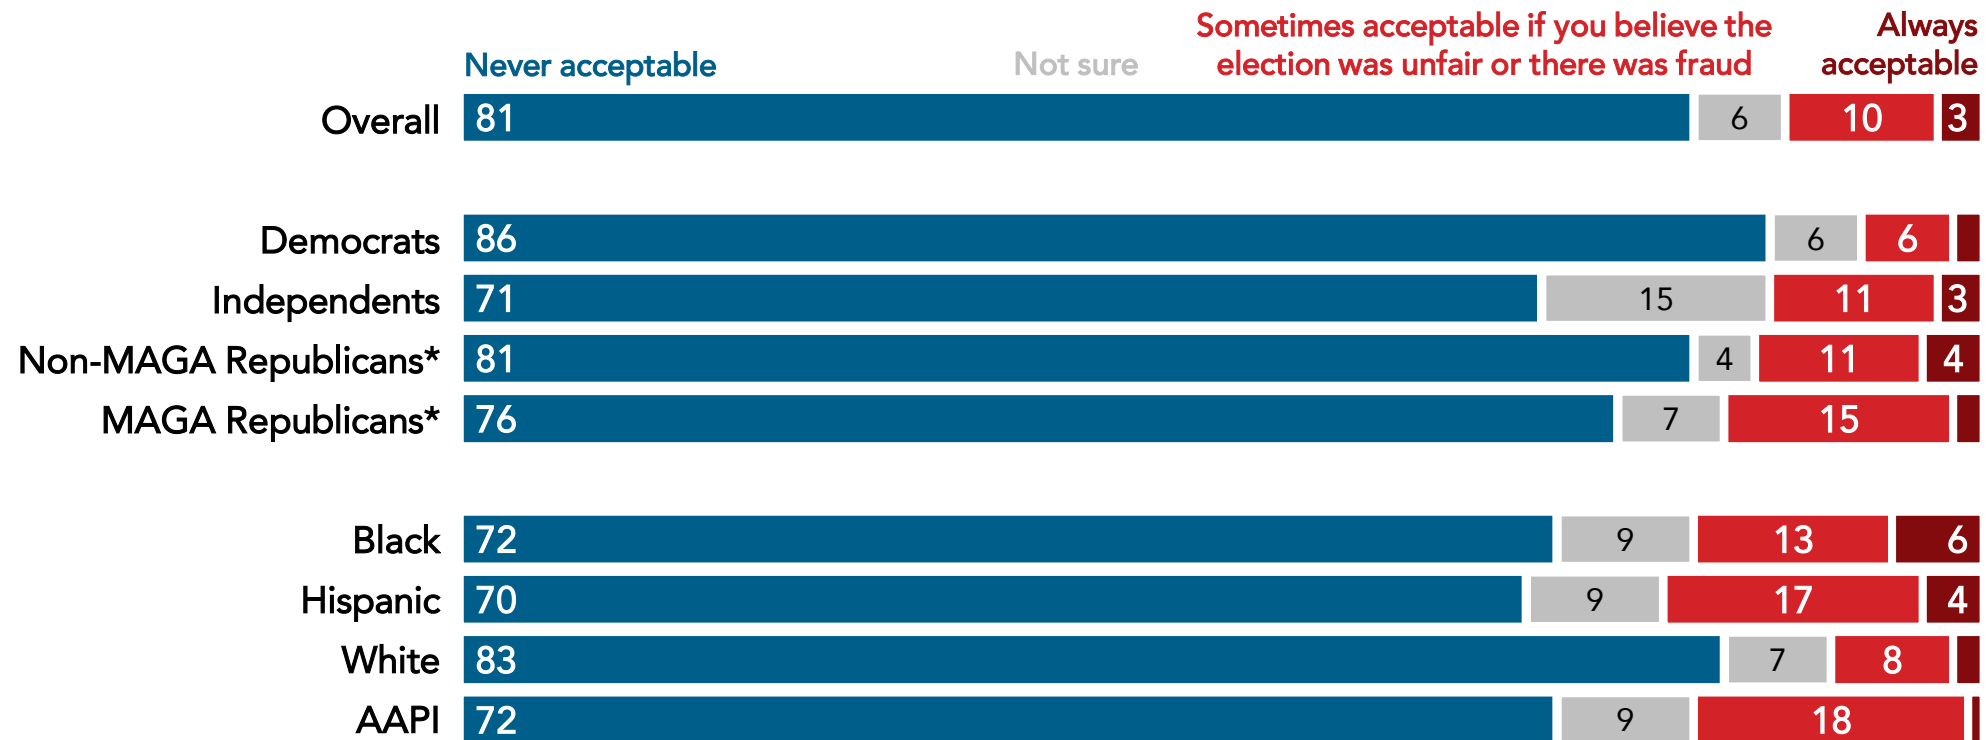 Sometimes acceptable if you believe the Always
Never acceptable Not sure election was unfair or there was fraud acceptable
Overall 81 6 10 3
Democrats 86 6 6
Independents 71 15 11 3
Non-MAGA Republicans* 81 4 11 4
MAGA Republicans* 76 7 15
Black 72 9 13 6
Hispanic 70 9 17 4
White 83 7 8
AAPI 72 9 18